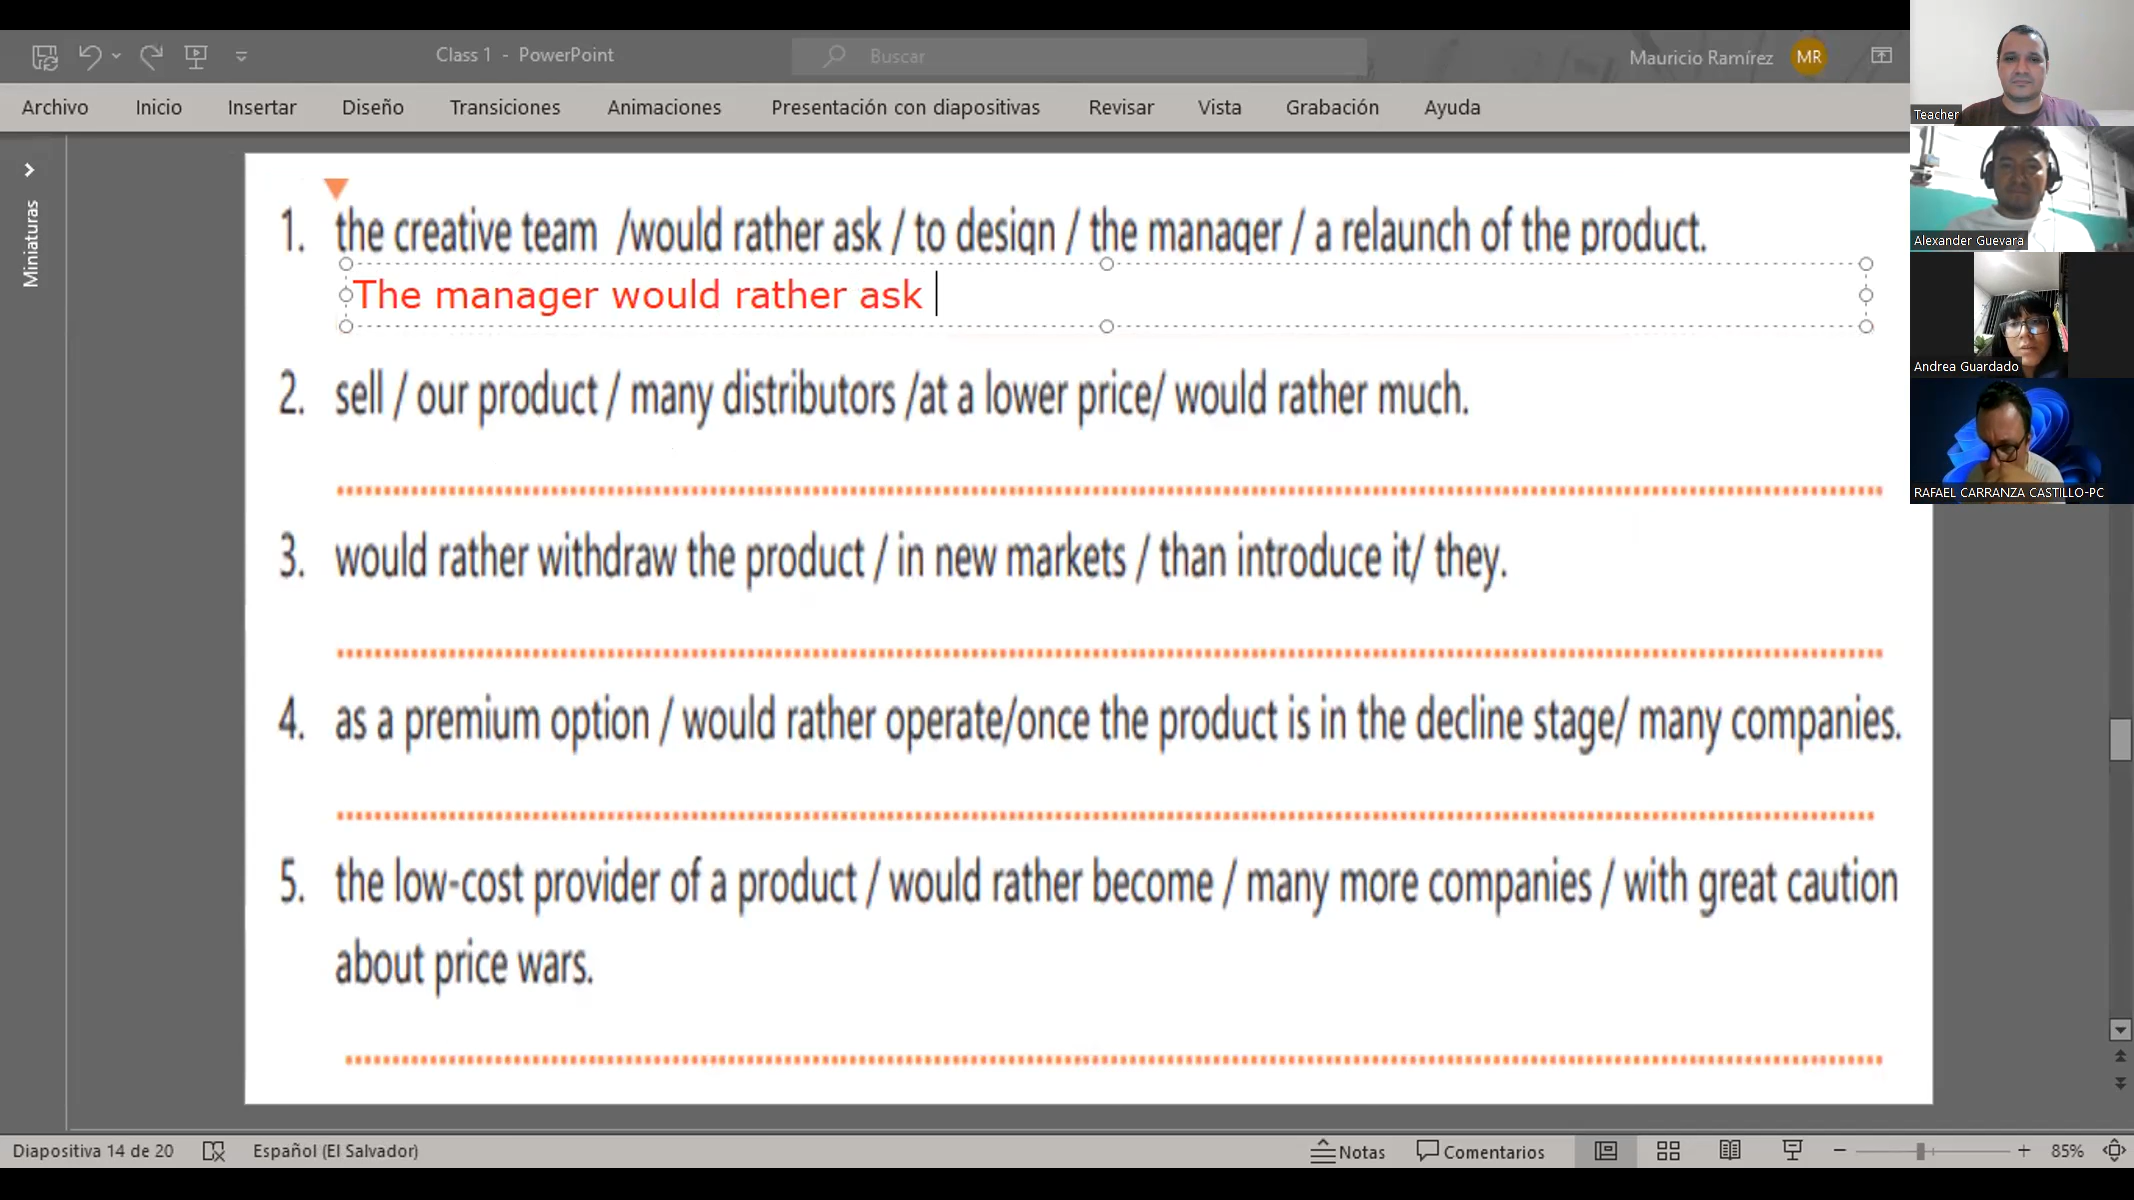 Class 1 - PowerPoint
Buscar
Mauricio Ramírez
MR
Archivo
Inicio
Insertar
Diseño
Transiciones
Animaciones
Presentación con diapositivas
Revisar
Vista
Grabación
Ayuda
Teacher
Alexander Guevara
Andrea Guardado
RAFAEL CARRANZA CASTILLO-PC
Miniaturas
1. the creative team /would rather ask / to design / the manager / a relaunch of the product.
The manager would rather ask
2. sell / our product / many distributors /at a lower price/ would rather much.
3. would rather withdraw the product / in new markets / than introduce it/ they.
4. as a premium option / would rather operate/once the product is in the decline stage/ many companies.
5. the low-cost provider of a product / would rather become / many more companies / with great caution
about price wars.
Diapositiva 14 de 20
Español (El Salvador)
Notas
Comentarios
85%